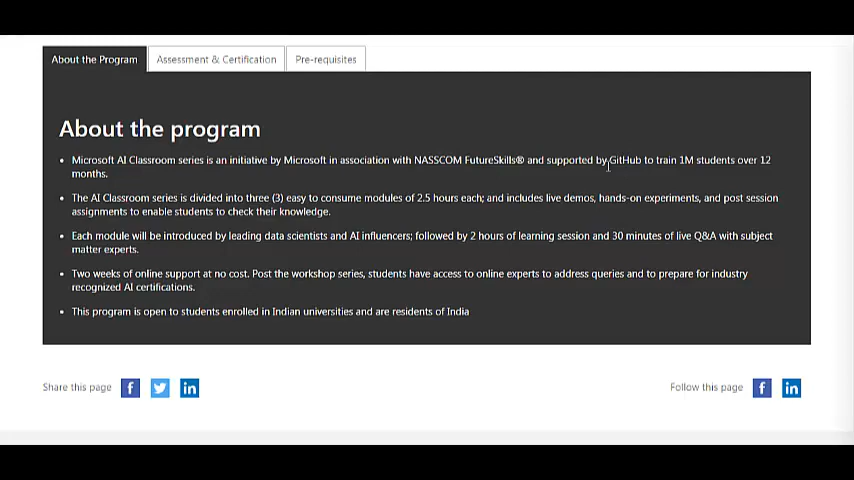 About the Program Assessment & Certification Pre-requisites
About the program
• Microsoft AI Classroom series is an initiative by Microsoft in association with NASSCOM FutureSkills® and supported by GitHub to train 1M students over 12
months.
• The AI Classroom series is divided into three (3) easy to consume modules of 2.5 hours each; and includes live demos, hands-on experiments, and post session
assignments to enable students to check their knowledge.
• Each module will be introduced by leading data scientists and AI influencers; followed by 2 hours of learning session and 30 minutes of live Q&A with subject
matter experts.
• Two weeks of online support at no cost. Post the workshop series, students have access to online experts to address queries and to prepare for industry
recognized AI certifications.
• This program is open to students enrolled in Indian universities and are residents of India
Share this page f in Follow this page f in